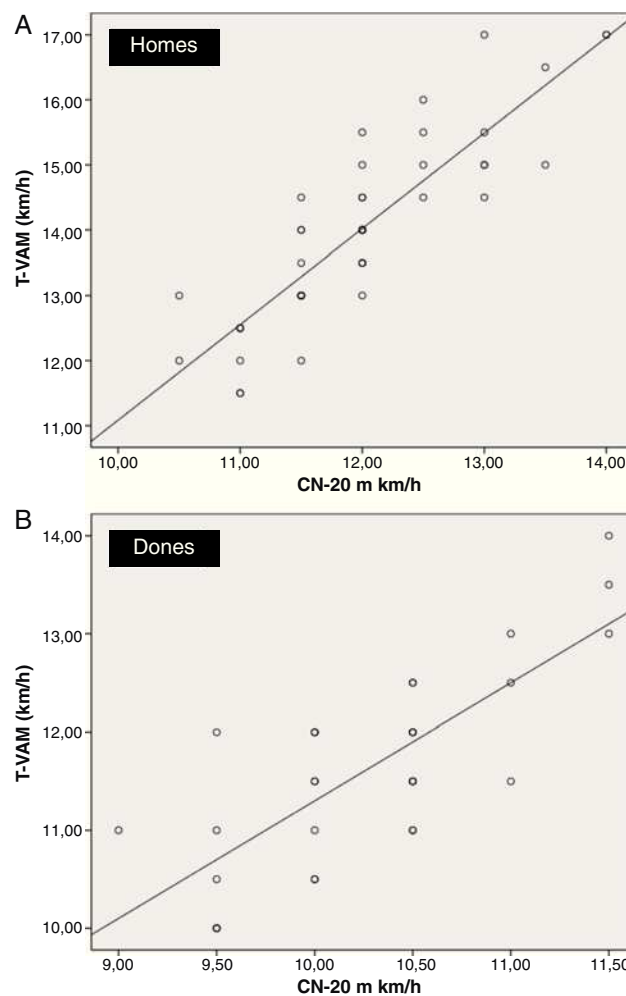 A
Homes
17,00
16,00
15,00
14,00
13,00
12,00
11,00
T-VAM (km/h)
10,00 11,00 12,00 13,00 14,00
CN-20 m km/h
B
Dones
14,00
13,00
12,00
11,00
10,00
T-VAM (km/h)
9,00 9,50 10,00 10,50 11,00 11,50
CN-20 m km/h